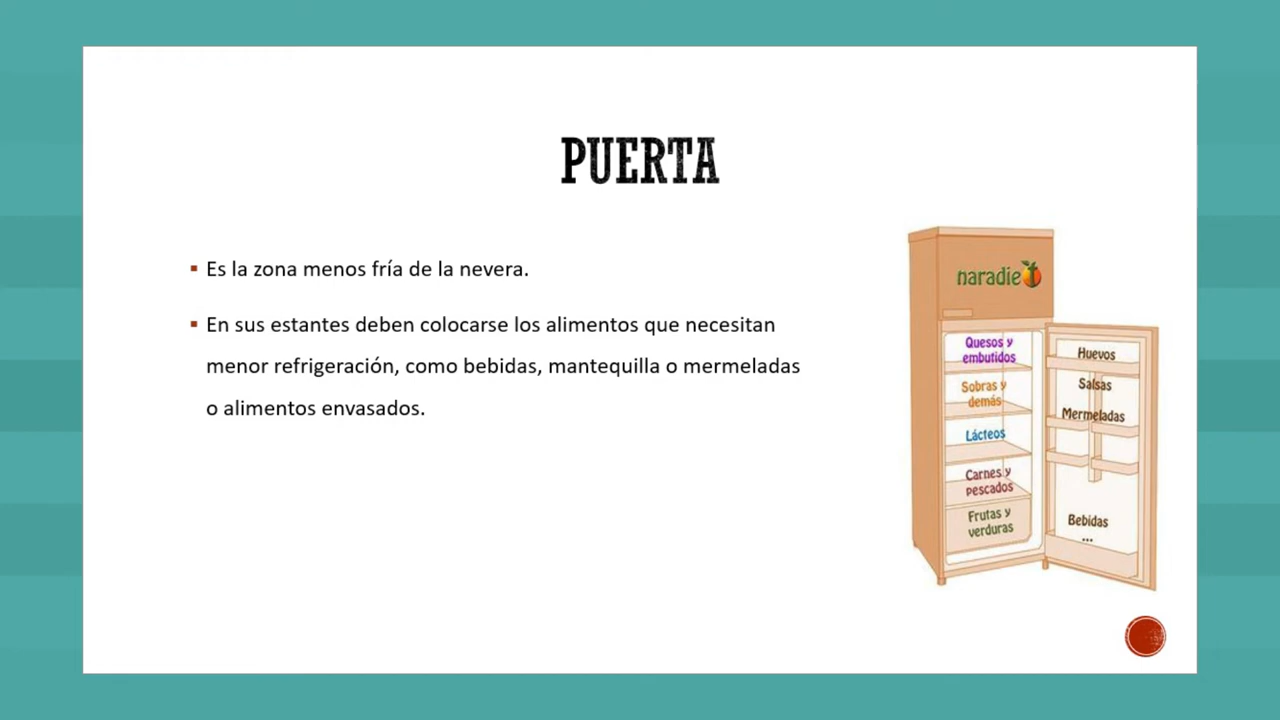 PUERTA
▪ Es la zona menos fría de la nevera.
▪ En sus estantes deben colocarse los alimentos que necesitan
menor refrigeración, como bebidas, mantequilla o mermeladas
o alimentos envasados.
naradiet
Quesos y
embutidos
Sobras y
demás
Lácteos
Carnes y
pescados
Frutas y
verduras
Huevos
Salsas
Mermeladas
Bebidas
...